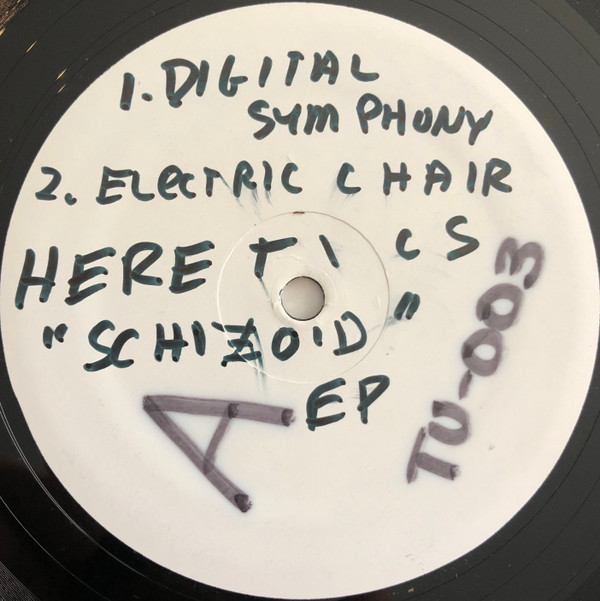 1. DIGITAL
SYMPHONY
2. ELECTRIC CHAIR
HERETICS
"SCHIZOID"
EP
A
TU-003